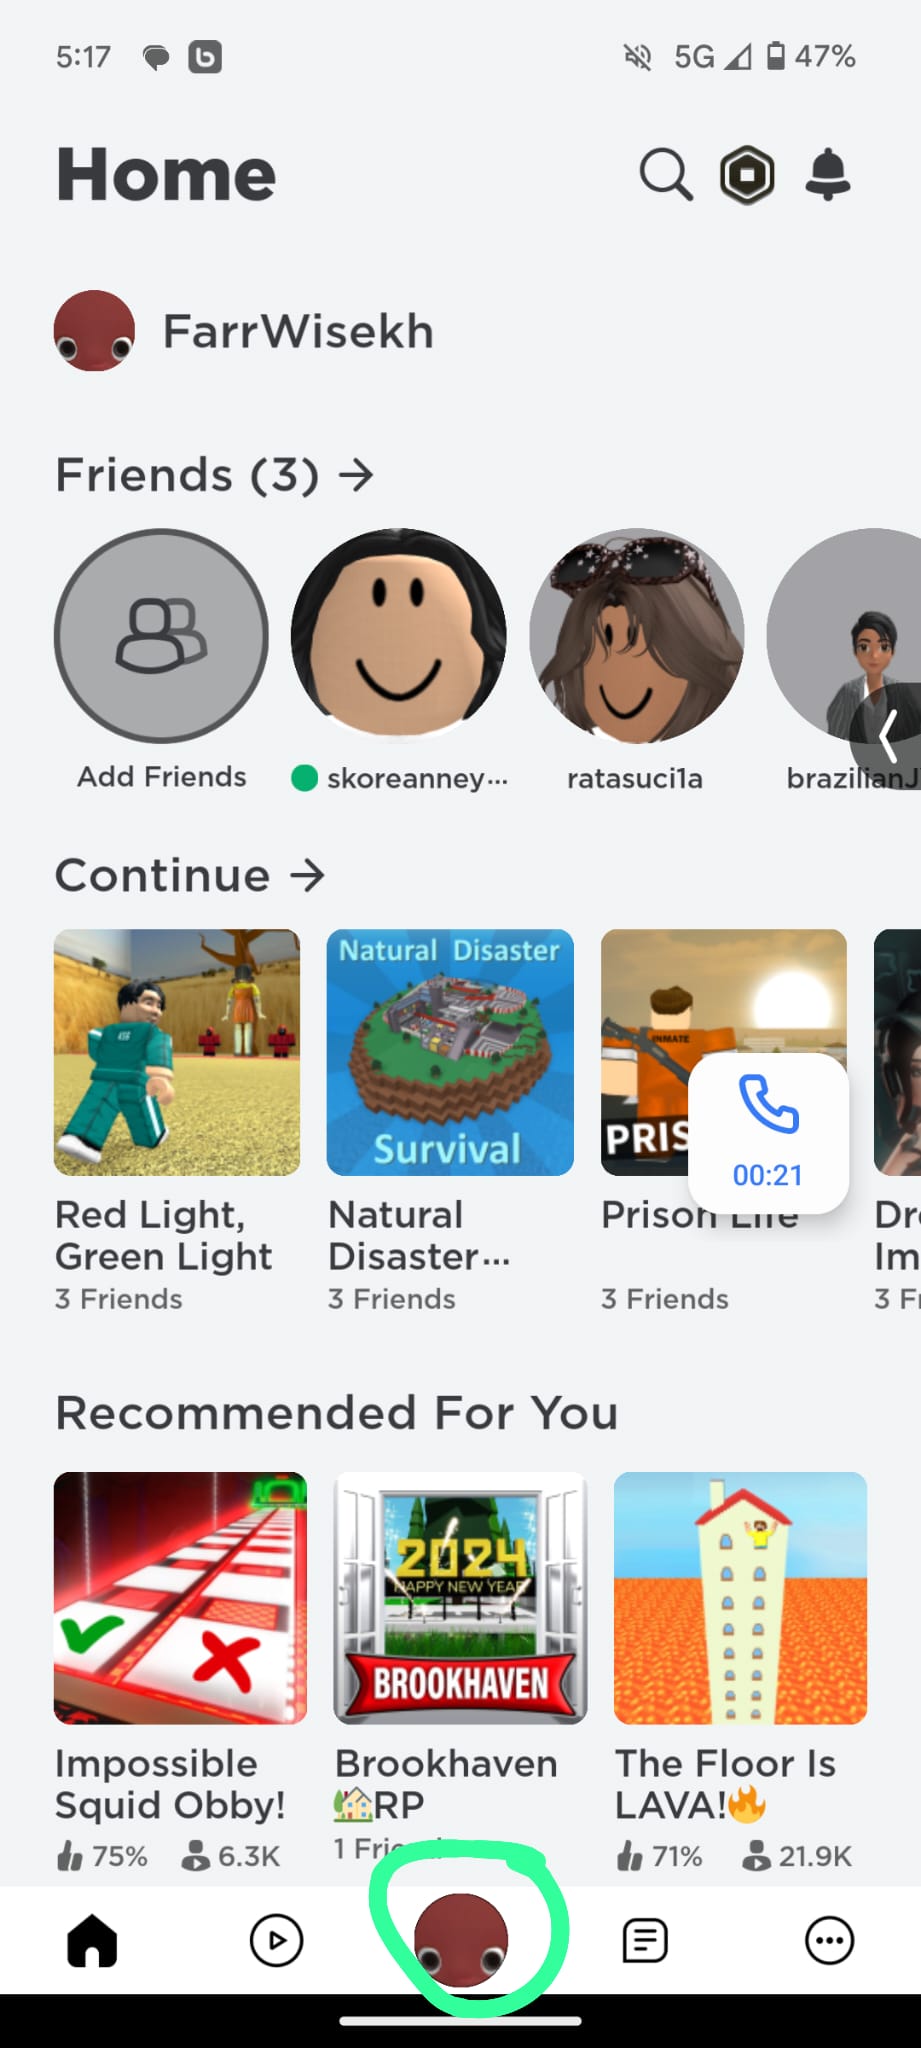 5:17
5G 47%
Home
FarrWisekh
Friends (3) →
Add Friends
skoreanney...
ratasuci1a
brazilianJ
Continue →
456
Natural Disaster
Survival
INMATE
PRIS
00:21
Red Light,
Green Light
3 Friends
Natural
Disaster...
3 Friends
Prison Life
3 Friends
Dr
Im
3 F
Recommended For You
2024
HAPPY NEW YEAR
BROOKHAVEN
Impossible
Squid Obby!
75% 6.3K
Brookhaven
🏡RP
1 Fri
The Floor Is
LAVA!🔥
71% 21.9K